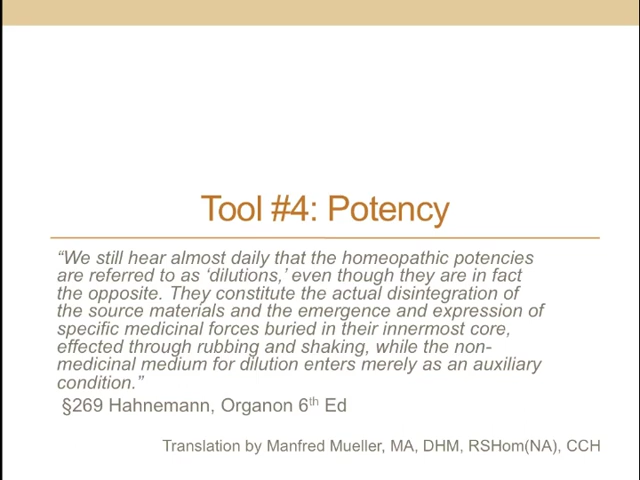 Tool #4: Potency
“We still hear almost daily that the homeopathic potencies
are referred to as ‘dilutions,’ even though they are in fact
the opposite. They constitute the actual disintegration of
the source materials and the emergence and expression of
specific medicinal forces buried in their innermost core,
effected through rubbing and shaking, while the non-
medicinal medium for dilution enters merely as an auxiliary
condition.”
§269 Hahnemann, Organon 6th Ed
Translation by Manfred Mueller, MA, DHM, RSHom(NA), CCH